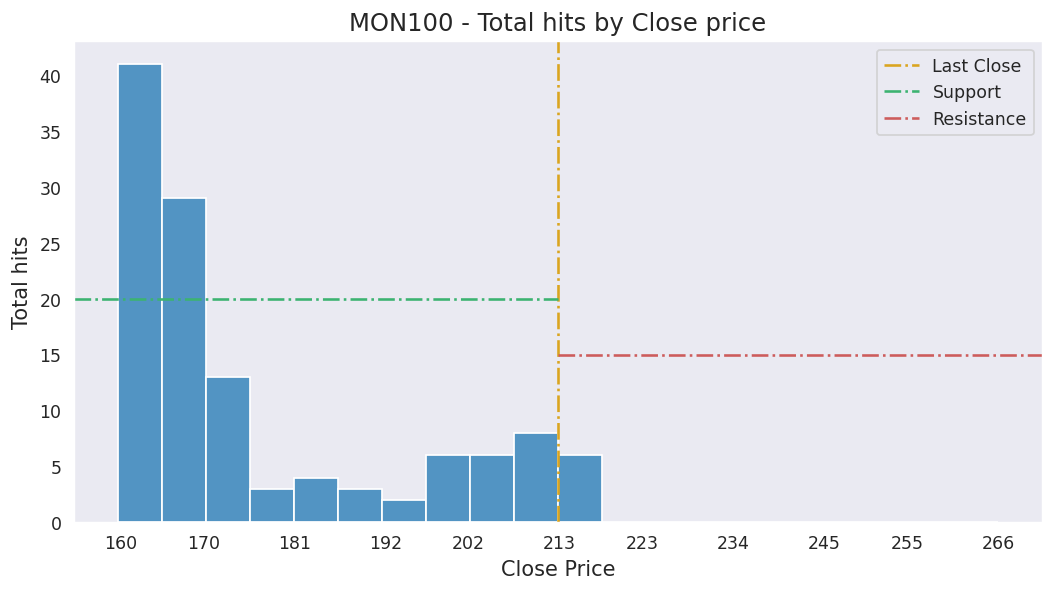 MON100 - Total hits by Close price
Last Close
Support
Resistance
Total hits
40
35
30
25
20
15
10
5
0
160 170 181 192 202 213 223 234 245 255 266
Close Price